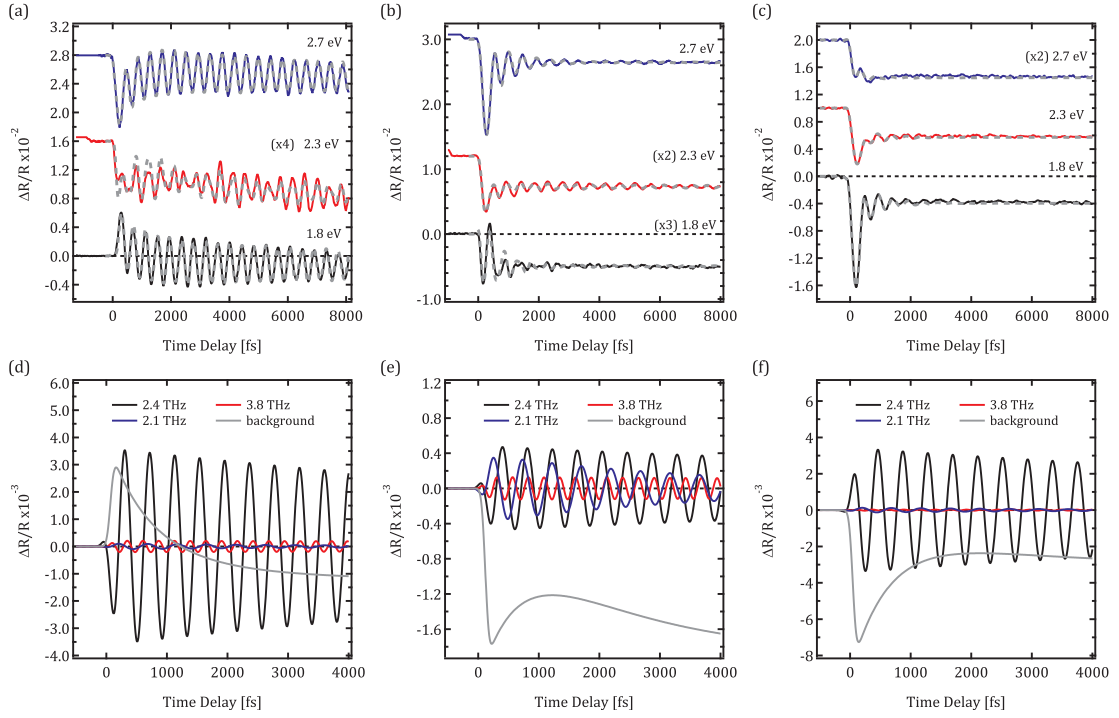 (a)
(b)
(c)
3.2
2.8
2.4
2.0
1.6
1.2
0.8
0.4
0.0
-0.4
ΔR/R x10⁻²
2.7 eV
(x4) 2.3 eV
1.8 eV
0
2000
4000
6000
8000
Time Delay [fs]
3.0
2.0
1.0
0.0
-1.0
ΔR/R x10⁻²
2.7 eV
(x2) 2.3 eV
(x3) 1.8 eV
0
2000
4000
6000
8000
Time Delay [fs]
2.0
1.6
1.2
0.8
0.4
0.0
-0.4
-0.8
-1.2
-1.6
ΔR/R x10⁻²
(x2) 2.7 eV
2.3 eV
1.8 eV
0
2000
4000
6000
8000
Time Delay [fs]
(d)
(e)
(f)
6.0
5.0
4.0
3.0
2.0
1.0
0.0
-1.0
-2.0
-3.0
-4.0
ΔR/R x10⁻³
2.4 THz
3.8 THz
2.1 THz
background
0
1000
2000
3000
4000
Time Delay [fs]
1.2
0.8
0.4
0.0
-0.4
-0.8
-1.2
-1.6
ΔR/R x10⁻³
2.4 THz
3.8 THz
2.1 THz
background
0
1000
2000
3000
4000
Time Delay [fs]
6
4
2
0
-2
-4
-6
-8
ΔR/R x10⁻³
2.4 THz
3.8 THz
2.1 THz
background
0
1000
2000
3000
4000
Time Delay [fs]